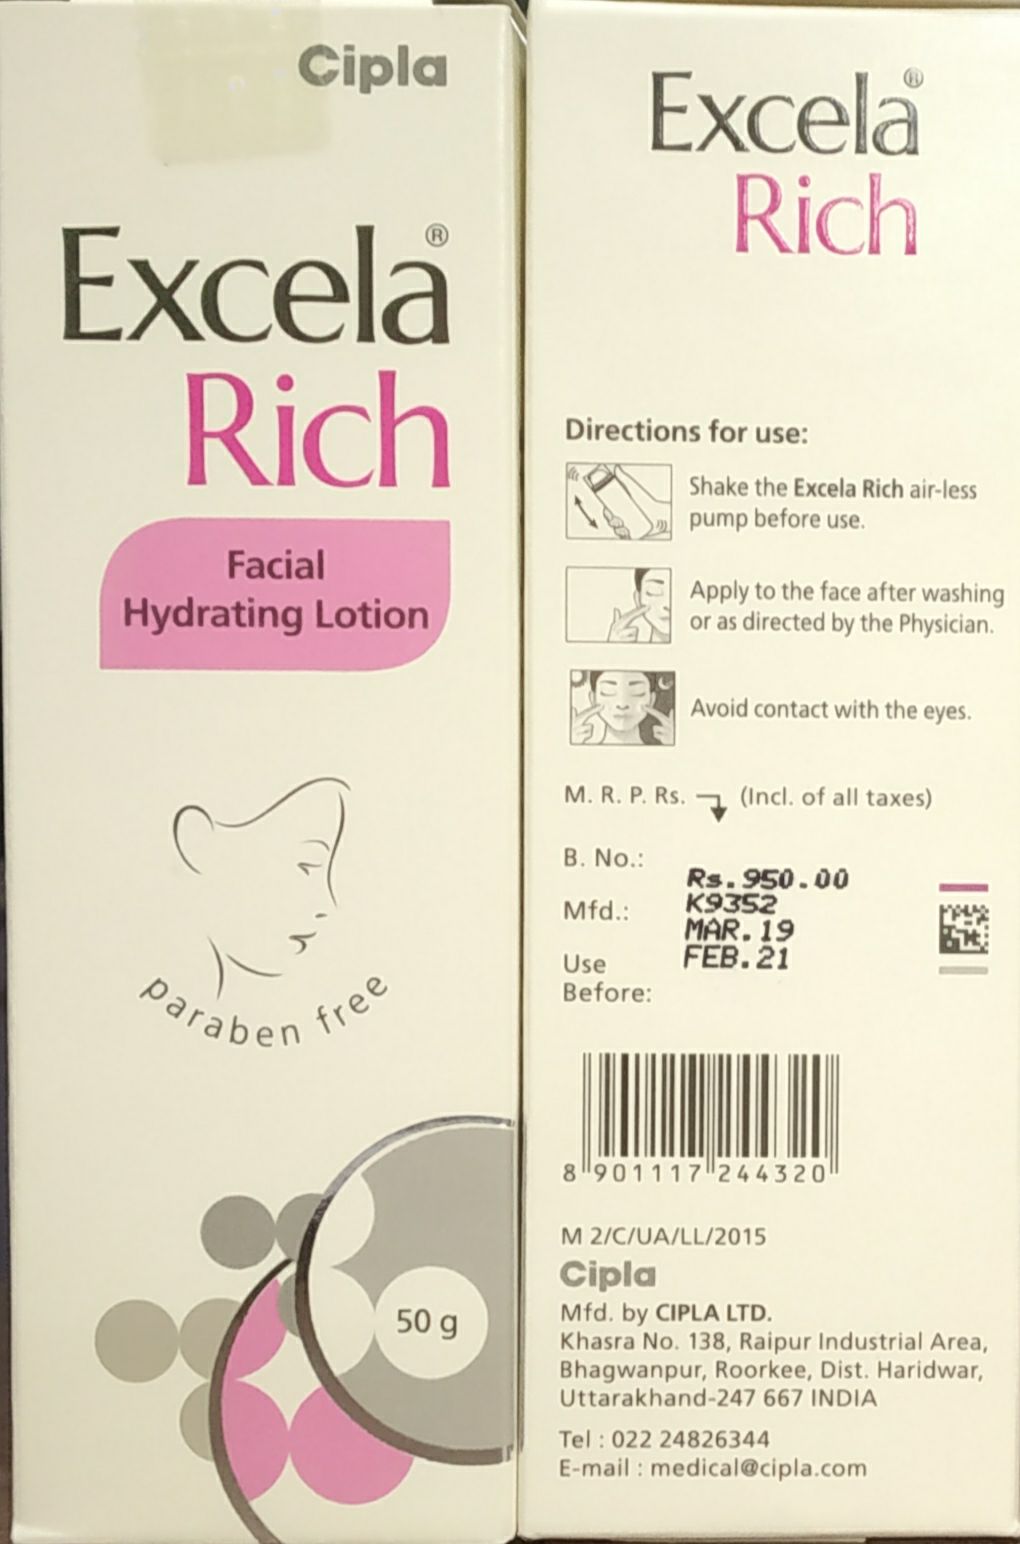 Cipla
Excela®
Rich
Facial
Hydrating Lotion
paraben free
50 g
Excela®
Rich
Directions for use:
Shake the Excela Rich air-less
pump before use.
Apply to the face after washing
or as directed by the Physician.
Avoid contact with the eyes.
M. R. P. Rs. (Incl. of all taxes)
B. No.:
Rs.950.00
K9352
Mfd.:
MAR.19
FEB.21
Use
Before:
8 901117 244320
M 2/C/UA/LL/2015
Cipla
Mfd. by CIPLA LTD.
Khasra No. 138, Raipur Industrial Area,
Bhagwanpur, Roorkee, Dist. Haridwar,
Uttarakhand-247 667 INDIA
Tel : 022 24826344
E-mail : medical@cipla.com